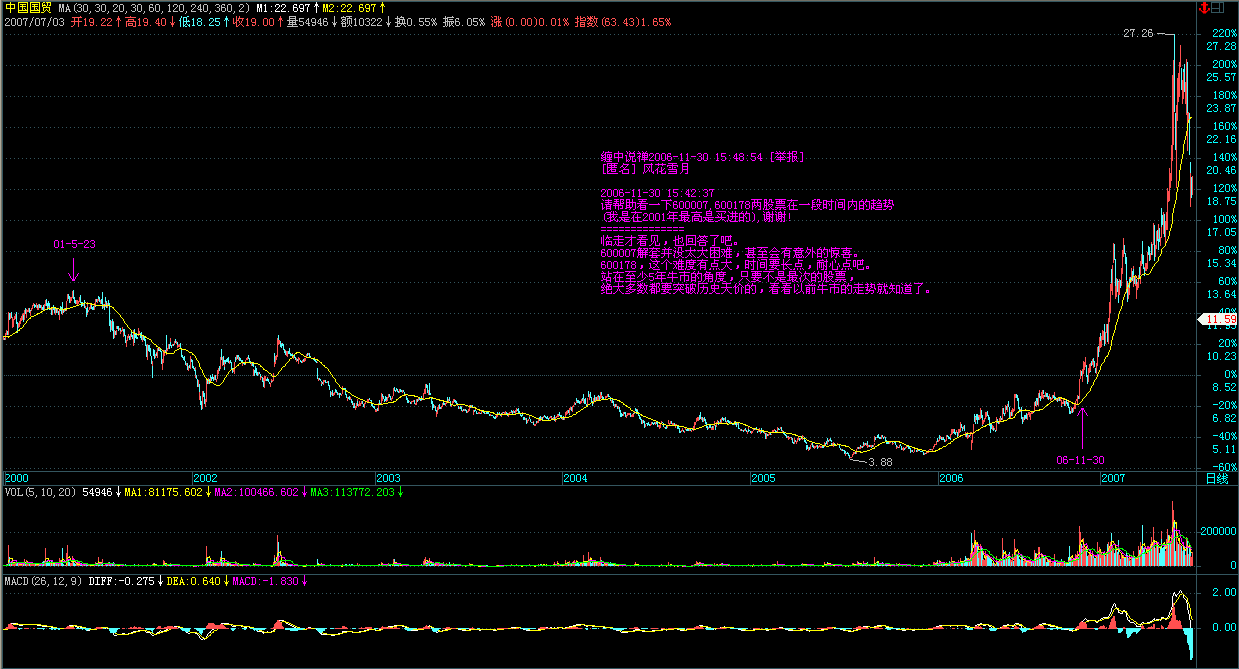 中国国贸 MA(30,30,20,30,60,120,240,360,2) M1:22.697↑M2:22.697↑
2007/07/03 开19.22↑高19.40↓低18.25↑收19.00↑量54946↓额10322↓换0.55% 振6.05% 涨(0.00)0.01% 指数(63.43)1.65%
27.26
220%
27.28
200%
25.57
180%
23.87
160%
22.16
140%
20.46
120%
18.75
100%
17.05
80%
15.34
60%
13.64
40%
11.59
11.93
20%
10.23
0%
8.52
-20%
6.82
-40%
5.11
-60%
缠中说禅2006-11-30 15:48:54 [举报]
[匿名] 风花雪月
2006-11-30 15:42:37
请帮助看一下600007,600178两股票在一段时间内的趋势
(我是在2001年最高是买进的),谢谢!
==============
临走才看见，也回答了吧。
600007解套并没太大困难，甚至会有意外的惊喜。
600178，这个难度有点大，时间要长点，耐心点吧。
站在至少5年牛市的角度，只要不是最次的股票，
绝大多数都要突破历史天价的，看看以前牛市的走势就知道了。
01-5-23
3.88
06-11-30
2000 2002 2003 2004 2005 2006 2007 日线
VOL(5,10,20) 54946↓MA1:81175.602↓MA2:100466.602↓MA3:113772.203↓
200000
0
MACD(26,12,9) DIFF:-0.275↓DEA:0.640↓MACD:-1.830↓
2.00
0.00